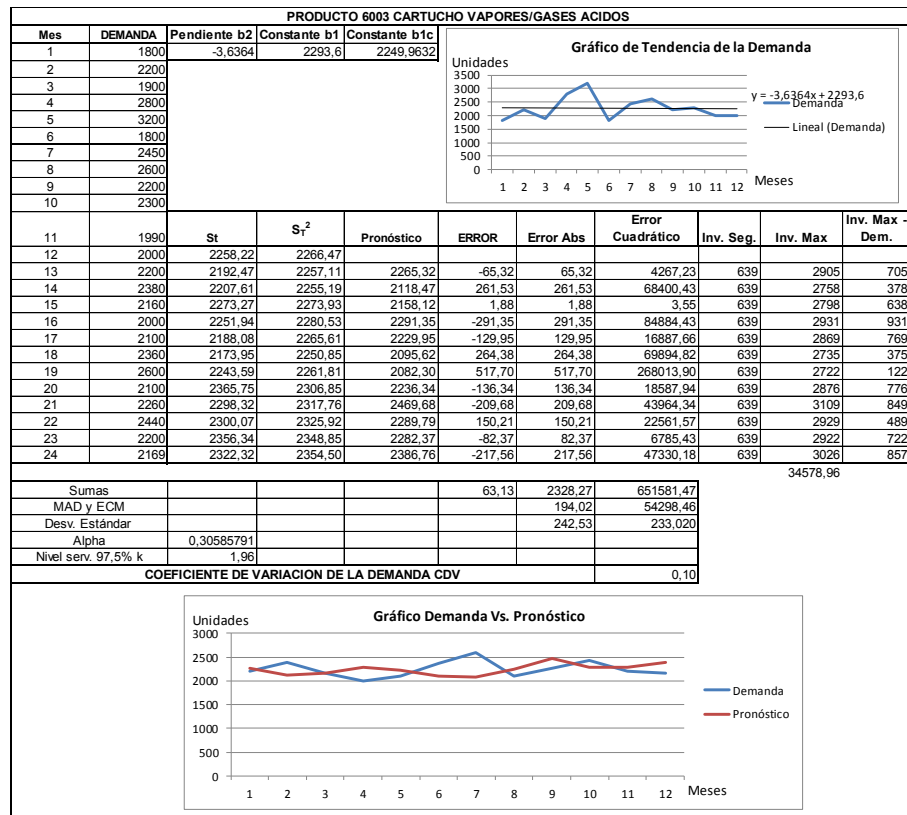 PRODUCTO 6003 CARTUCHO VAPORES/GASES ACIDOS
Mes DEMANDA Pendiente b2 Constante b1 Constante b1c
1 1800 -3,6364 2293,6 2249,9632
2 2200
3 1900
4 2800
5 3200
6 1800
7 2450
8 2600
9 2200
10 2300
Gráfico de Tendencia de la Demanda
Unidades
3500
3000
2500
2000
1500
1000
500
0
1 2 3 4 5 6 7 8 9 10 11 12
Meses
y = -3,6364x + 2293,6
Demanda
Lineal (Demanda)
11 1990 St S_T^2 Pronóstico ERROR Error Abs Error Cuadrático Inv. Seg. Inv. Max Inv. Max - Dem.
12 2000 2258,22 2266,47
13 2200 2192,47 2257,11 2265,32 -65,32 65,32 4267,23 639 2905 705
14 2380 2207,61 2255,19 2118,47 261,53 261,53 68400,43 639 2758 378
15 2160 2273,27 2273,93 2158,12 1,88 1,88 3,55 639 2798 638
16 2000 2251,94 2280,53 2291,35 -291,35 291,35 84884,43 639 2931 931
17 2100 2188,08 2265,61 2229,95 -129,95 129,95 16887,66 639 2869 769
18 2360 2173,95 2250,85 2095,62 264,38 264,38 69894,82 639 2735 375
19 2600 2243,59 2261,81 2082,30 517,70 517,70 268013,90 639 2722 122
20 2100 2365,75 2306,85 2236,34 -136,34 136,34 18587,94 639 2876 776
21 2260 2298,32 2317,76 2469,68 -209,68 209,68 43964,34 639 3109 849
22 2440 2300,07 2325,92 2289,79 150,21 150,21 22561,57 639 2929 489
23 2200 2356,34 2348,85 2282,37 -82,37 82,37 6785,43 639 2922 722
24 2169 2322,32 2354,50 2386,76 -217,56 217,56 47330,18 639 3026 857
34578,96
Sumas 63,13 2328,27 651581,47
MAD y ECM 194,02 54298,46
Desv. Estándar 242,53 233,020
Alpha 0,30585791
Nivel serv. 97,5% k 1,96
COEFICIENTE DE VARIACION DE LA DEMANDA CDV 0,10
Gráfico Demanda Vs. Pronóstico
Unidades
3000
2500
2000
1500
1000
500
0
1 2 3 4 5 6 7 8 9 10 11 12
Meses
Demanda
Pronóstico